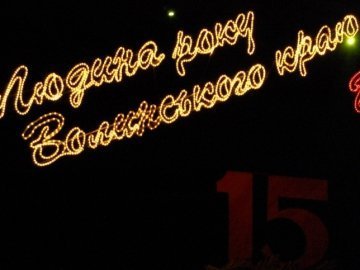 Людина року
Волинського краю
15